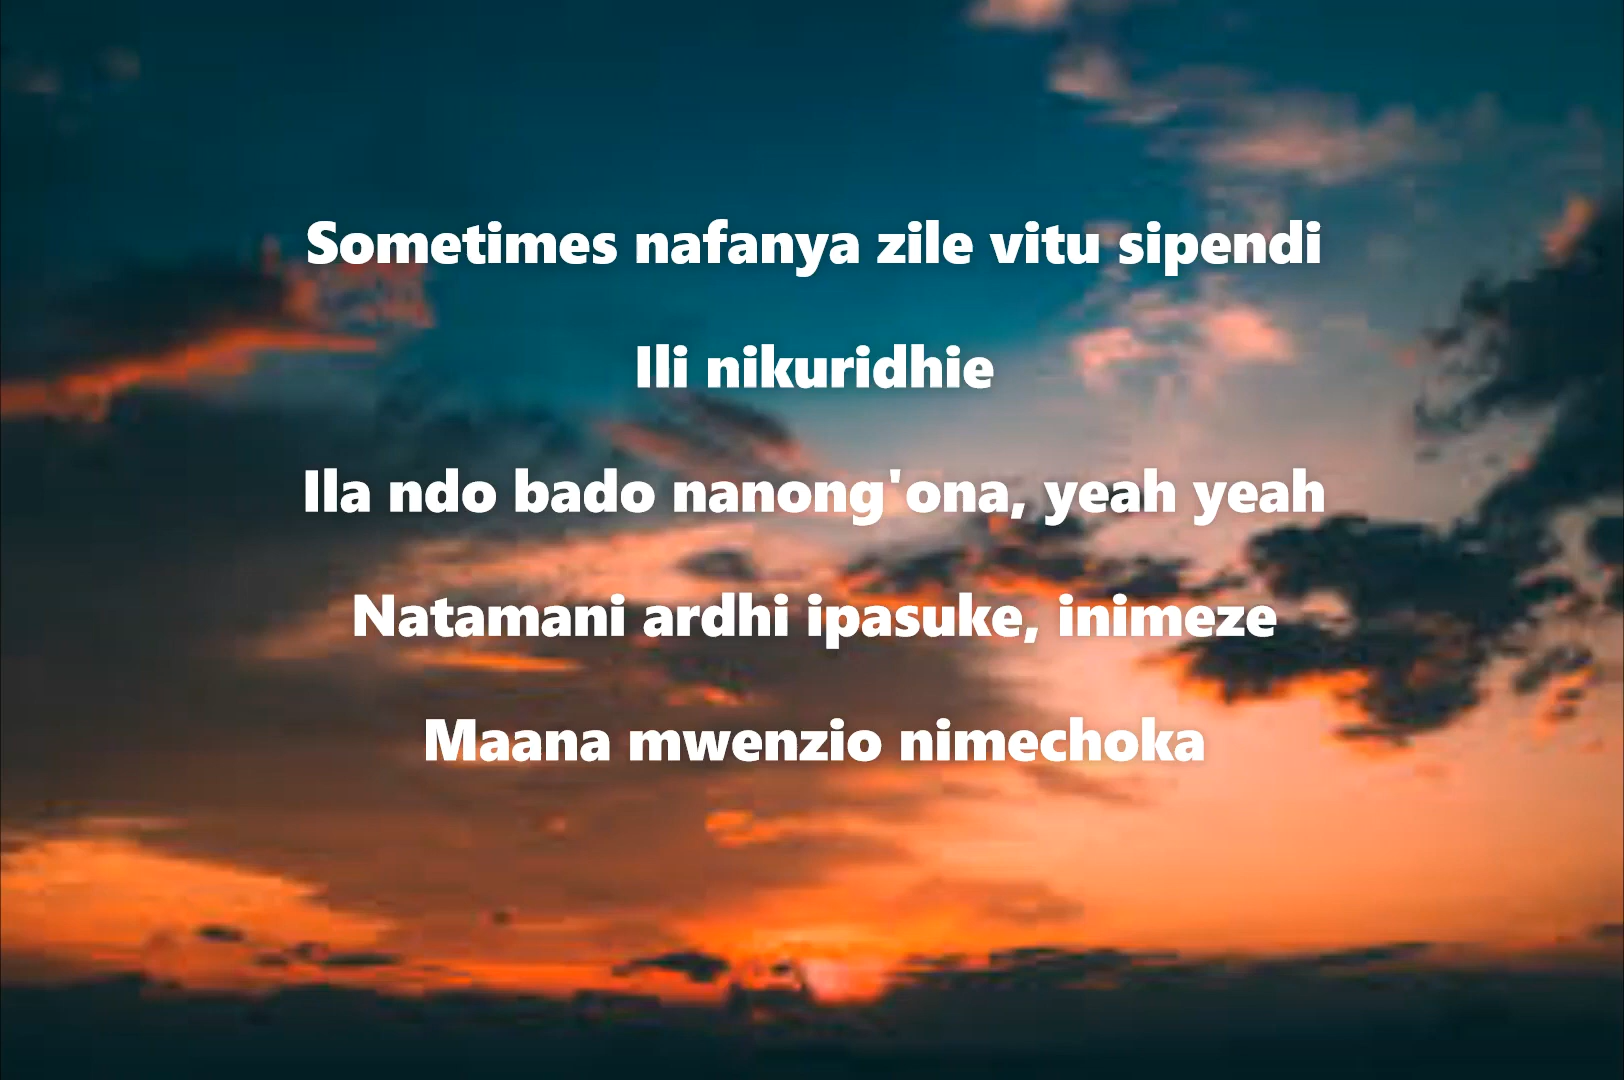 Sometimes nafanya zile vitu sipendi
Ili nikuridhie
Ila ndo bado nanong'ona, yeah yeah
Natamani ardhi ipasuke, inimeze
Maana mwenzio nimechoka